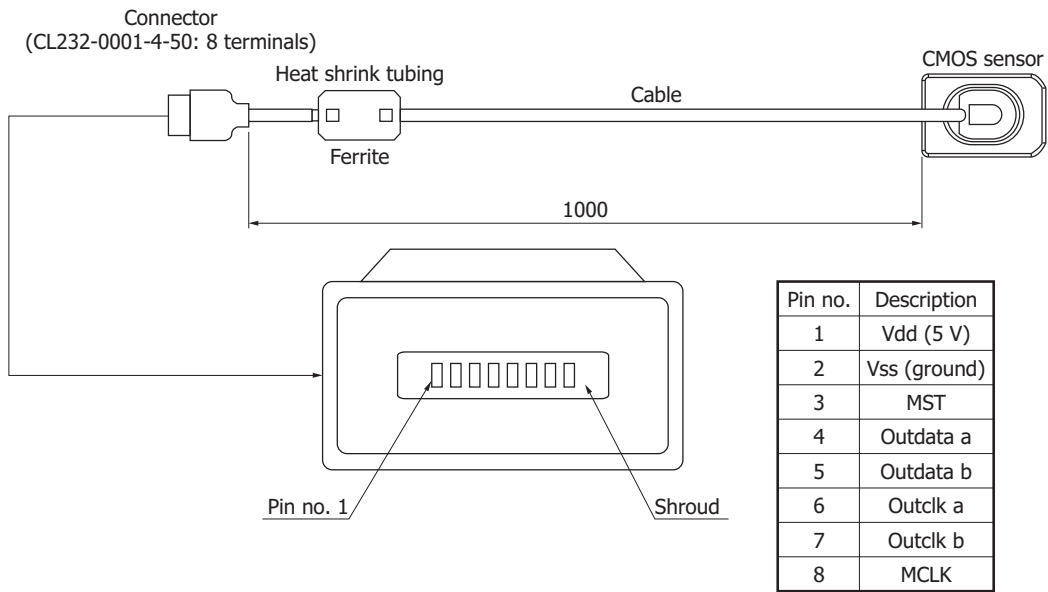 Connector
(CL232-0001-4-50: 8 terminals)
Heat shrink tubing
Ferrite
Cable
CMOS sensor
1000
Pin no. 1
Shroud
Pin no. Description
1 Vdd (5 V)
2 Vss (ground)
3 MST
4 Outdata a
5 Outdata b
6 Outclk a
7 Outclk b
8 MCLK